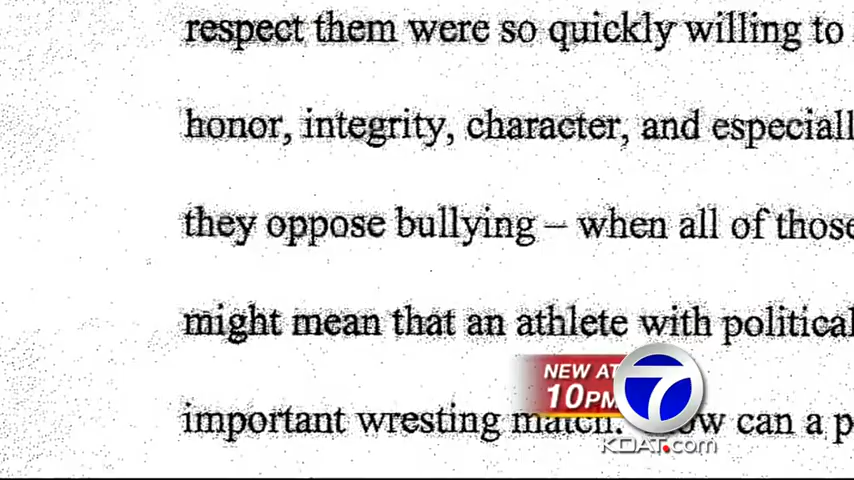 respect them were so quickly willing to
honor, integrity, character, and especiall
they oppose bullying – when all of those
might mean that an athlete with political
important wresting match. How can a p
NEW AT
10PM
7
KOAT.com